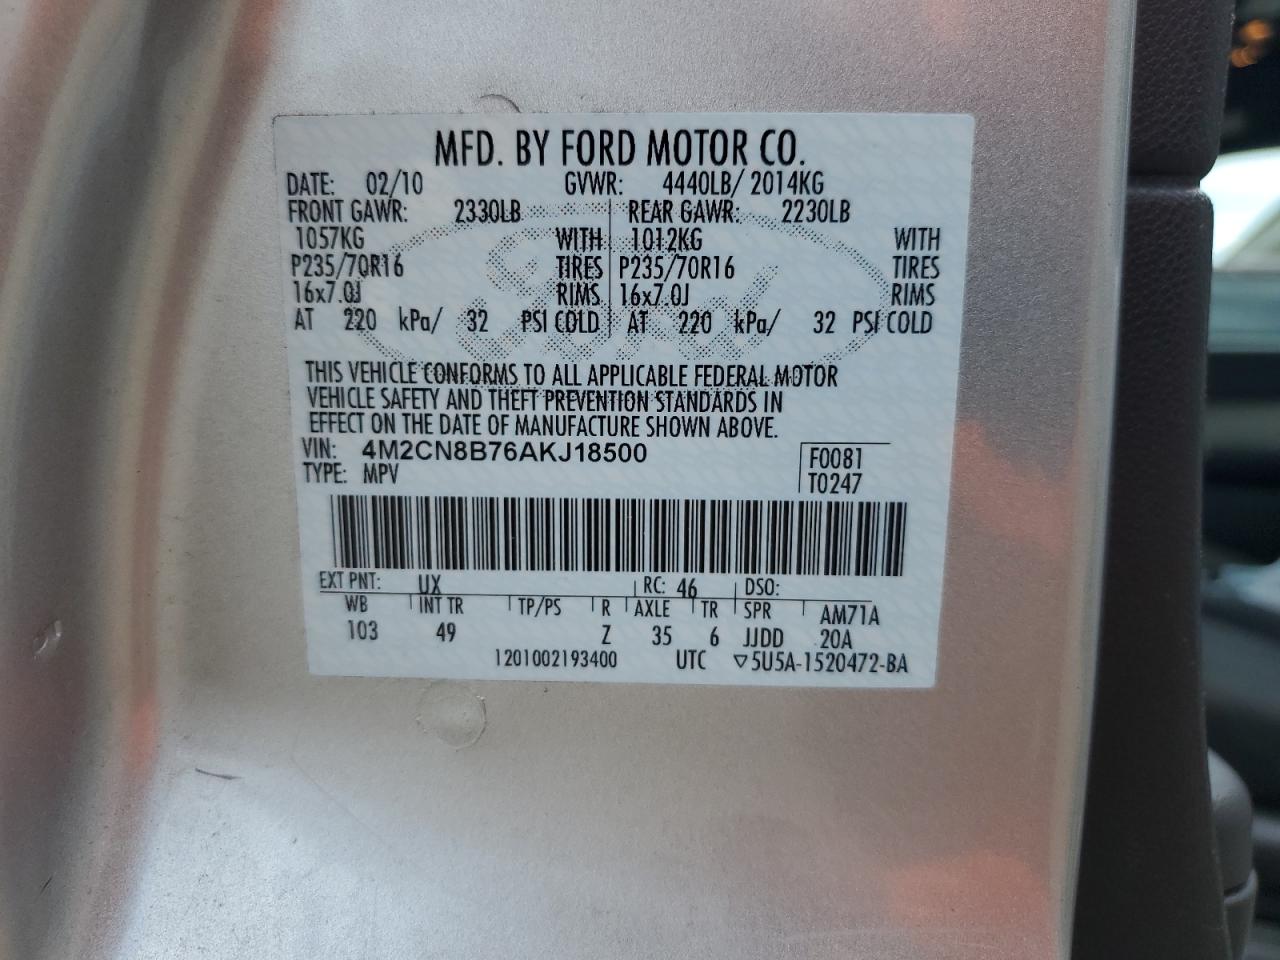 MFD. BY FORD MOTOR CO.
DATE: 02/10 GVWR: 4440LB/ 2014KG
FRONT GAWR: 2330LB REAR GAWR: 2230LB
1057KG WITH 1012KG WITH
P235/70R16 TIRES P235/70R16 TIRES
16x7.0J RIMS 16x7.0J RIMS
AT 220 kPa/ 32 PSI COLD AT 220 kPa/ 32 PSI COLD
Ford
THIS VEHICLE CONFORMS TO ALL APPLICABLE FEDERAL MOTOR
VEHICLE SAFETY AND THEFT PREVENTION STANDARDS IN
EFFECT ON THE DATE OF MANUFACTURE SHOWN ABOVE.
VIN: 4M2CN8B76AKJ18500 F0081
TYPE: MPV T0247
EXT PNT: UX RC: 46 DSO:
WB INT TR TP/PS R AXLE TR SPR AM71A
103 49 Z 35 6 JJDD 20A
1201002193400 UTC ▽5U5A-1520472-BA